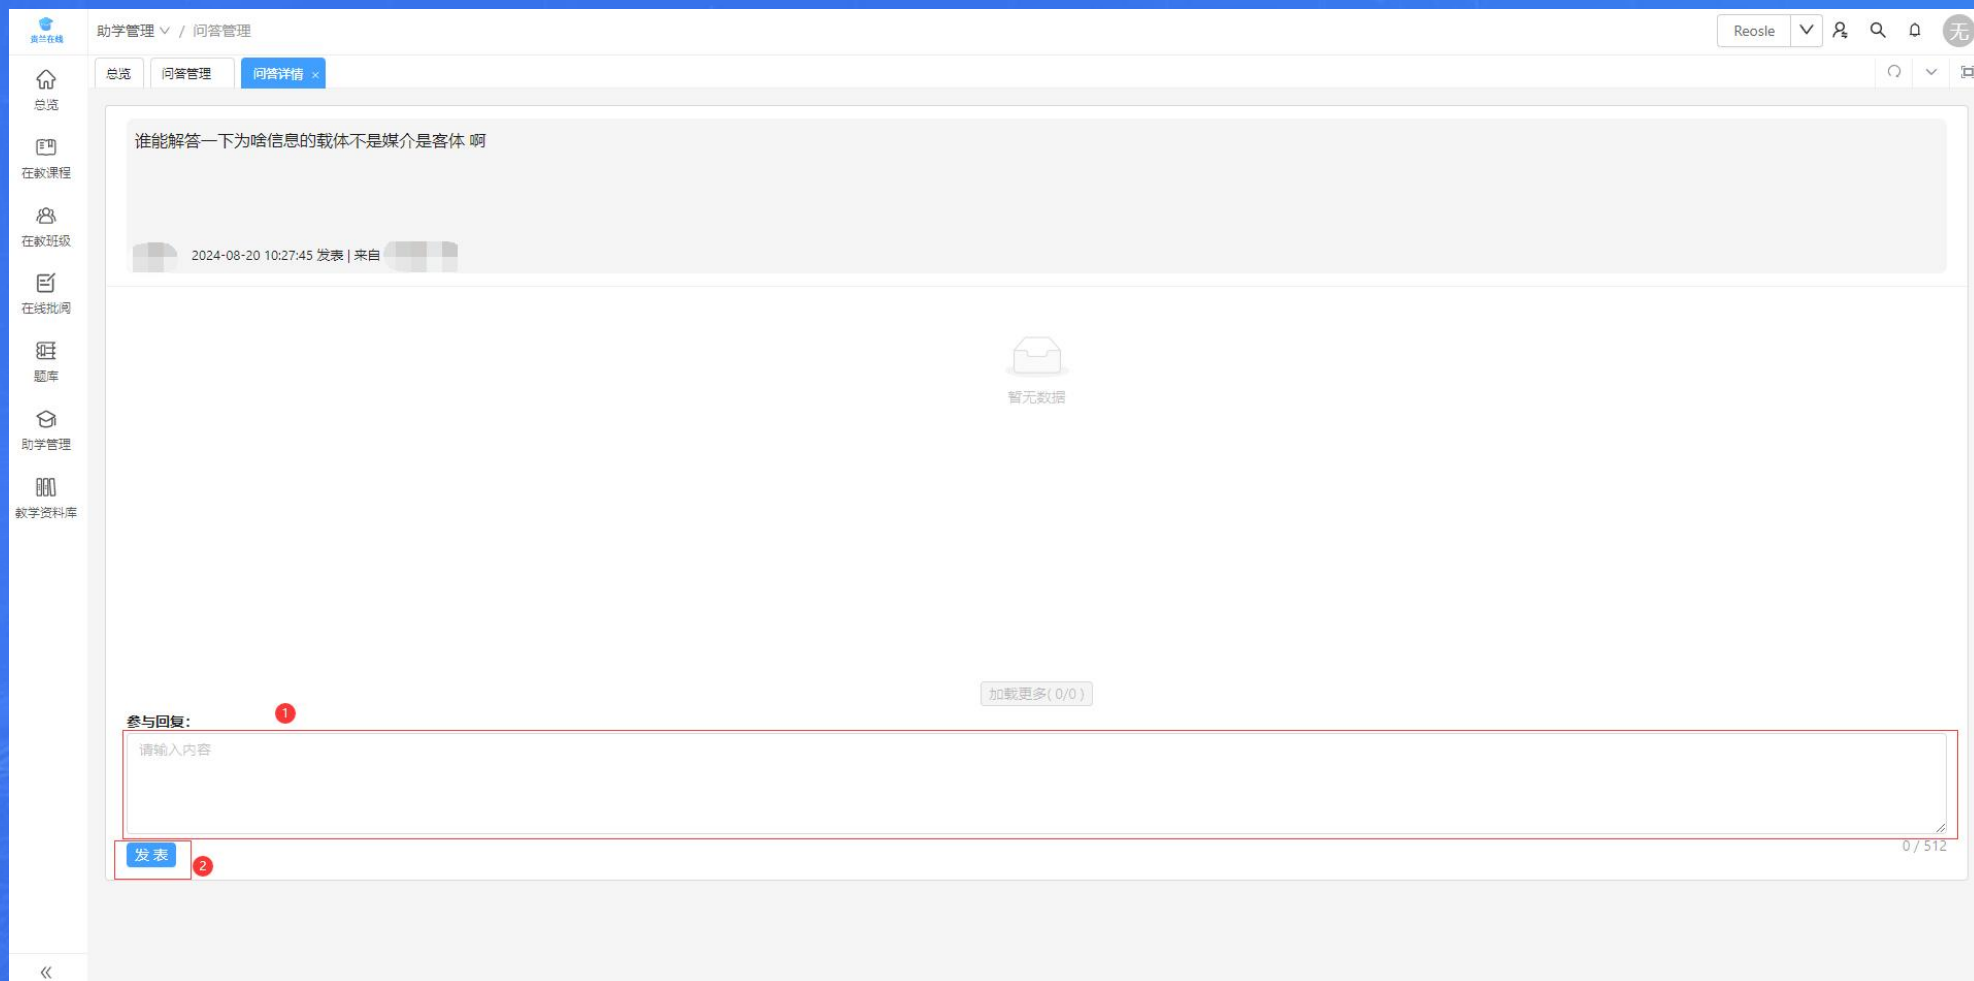 贵兰在线
助学管理 / 问答管理
Reosle
无
总览
问答管理
问答详情 ×
总览
在教课程
在教班级
在线批阅
题库
助学管理
教学资料库
谁能解答一下为啥信息的载体不是媒介是客体 啊
2024-08-20 10:27:45 发表 | 来自
暂无数据
加载更多( 0/0 )
参与回复:
1
请输入内容
0 / 512
发 表
2